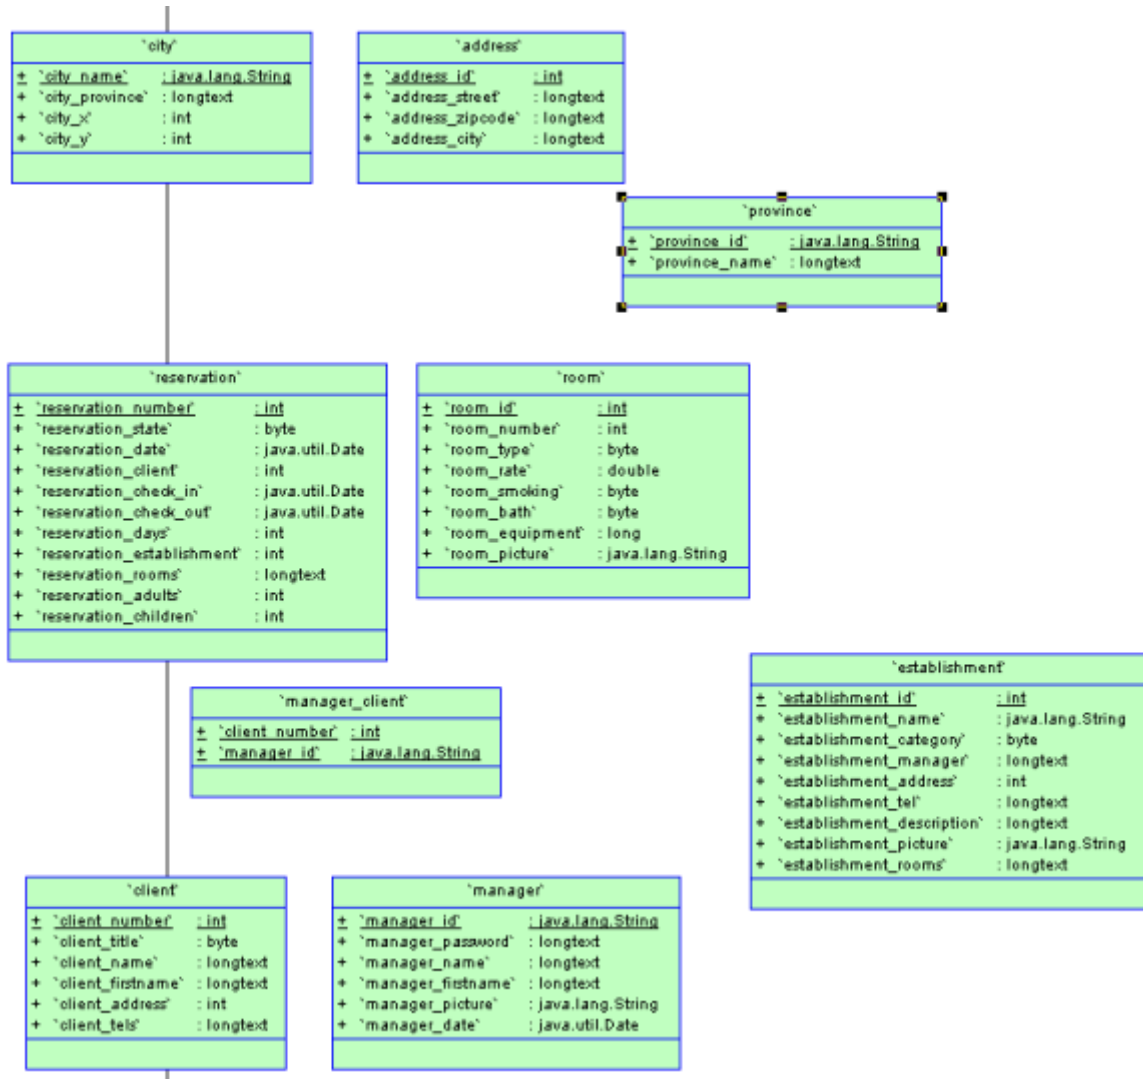 `city`
+ `city_name` : java.lang.String
+ `city_province` : longtext
+ `city_x` : int
+ `city_y` : int
`address`
+ `address_id` : int
+ `address_street` : longtext
+ `address_zipcode` : longtext
+ `address_city` : longtext
`province`
+ `province_id` : java.lang.String
+ `province_name` : longtext
`reservation`
+ `reservation_number` : int
+ `reservation_state` : byte
+ `reservation_date` : java.util.Date
+ `reservation_client` : int
+ `reservation_check_in` : java.util.Date
+ `reservation_check_out` : java.util.Date
+ `reservation_days` : int
+ `reservation_establishment` : int
+ `reservation_rooms` : longtext
+ `reservation_adults` : int
+ `reservation_children` : int
`room`
+ `room_id` : int
+ `room_number` : int
+ `room_type` : byte
+ `room_rate` : double
+ `room_smoking` : byte
+ `room_bath` : byte
+ `room_equipment` : long
+ `room_picture` : java.lang.String
`manager_client`
+ `client_number` : int
+ `manager_id` : java.lang.String
`establishment`
+ `establishment_id` : int
+ `establishment_name` : java.lang.String
+ `establishment_category` : byte
+ `establishment_manager` : longtext
+ `establishment_address` : int
+ `establishment_tel` : longtext
+ `establishment_description` : longtext
+ `establishment_picture` : java.lang.String
+ `establishment_rooms` : longtext
`client`
+ `client_number` : int
+ `client_title` : byte
+ `client_name` : longtext
+ `client_firstname` : longtext
+ `client_address` : int
+ `client_tels` : longtext
`manager`
+ `manager_id` : java.lang.String
+ `manager_password` : longtext
+ `manager_name` : longtext
+ `manager_firstname` : longtext
+ `manager_picture` : java.lang.String
+ `manager_date` : java.util.Date